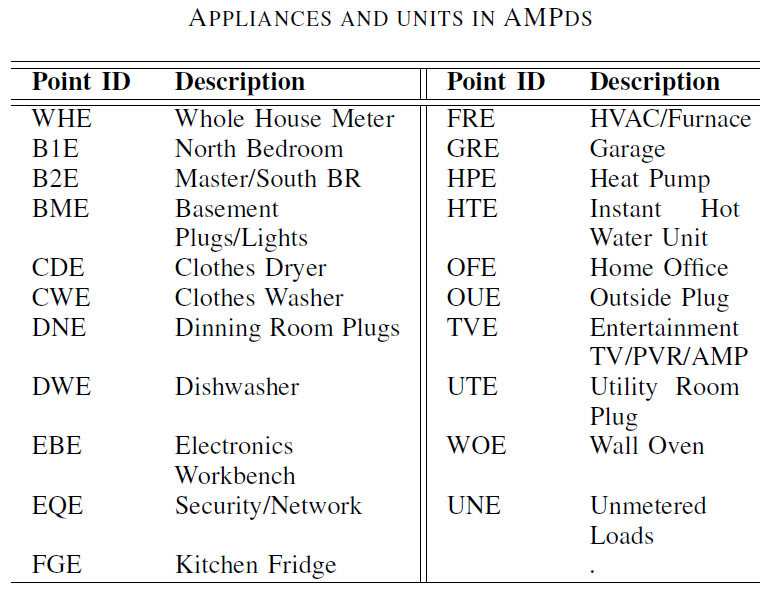 APPLIANCES AND UNITS IN AMPDS
Point ID Description Point ID Description
WHE Whole House Meter FRE HVAC/Furnace
B1E North Bedroom GRE Garage
B2E Master/South BR HPE Heat Pump
BME Basement HTE Instant Hot
Plugs/Lights Water Unit
CDE Clothes Dryer OFE Home Office
CWE Clothes Washer OUE Outside Plug
DNE Dinning Room Plugs TVE Entertainment
TV/PVR/AMP
DWE Dishwasher UTE Utility Room
Plug
EBE Electronics WOE Wall Oven
Workbench
EQE Security/Network UNE Unmetered
Loads
FGE Kitchen Fridge .